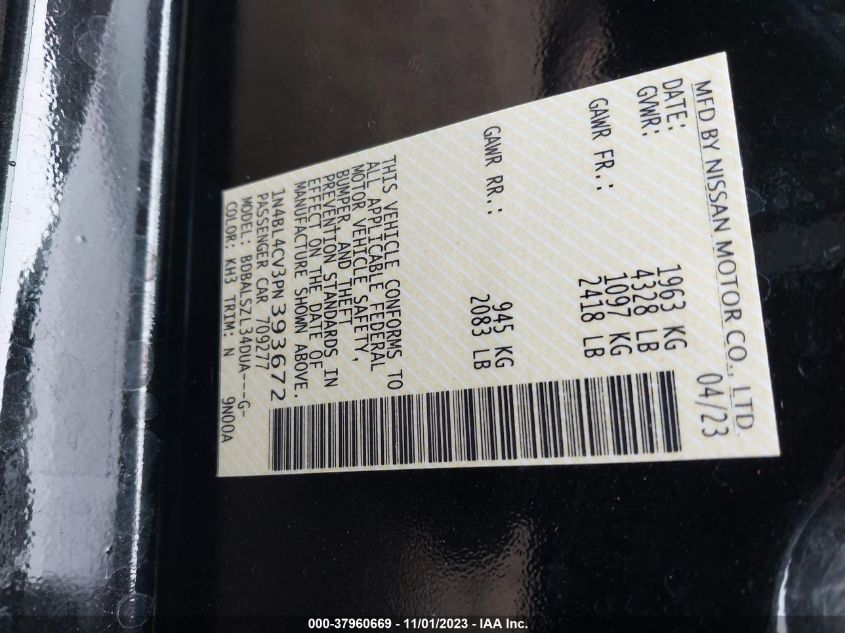 MFD BY NISSAN MOTOR CO., LTD.
DATE: 04/23
GVWR: 1963 KG
4328 LB
GAWR FR.: 1097 KG
2418 LB
GAWR RR.: 945 KG
2083 LB
THIS VEHICLE CONFORMS TO
ALL APPLICABLE FEDERAL
MOTOR VEHICLE SAFETY,
BUMPER, AND THEFT
PREVENTION STANDARDS IN
EFFECT ON THE DATE OF
MANUFACTURE SHOWN ABOVE.
1N4BL4CV3PN393672
PASSENGER CAR 709277
MODEL: BDBALSZL34DUA---G-
COLOR: KH3 TRIM: N 9N00A
000-37960669 - 11/01/2023 - IAA Inc.